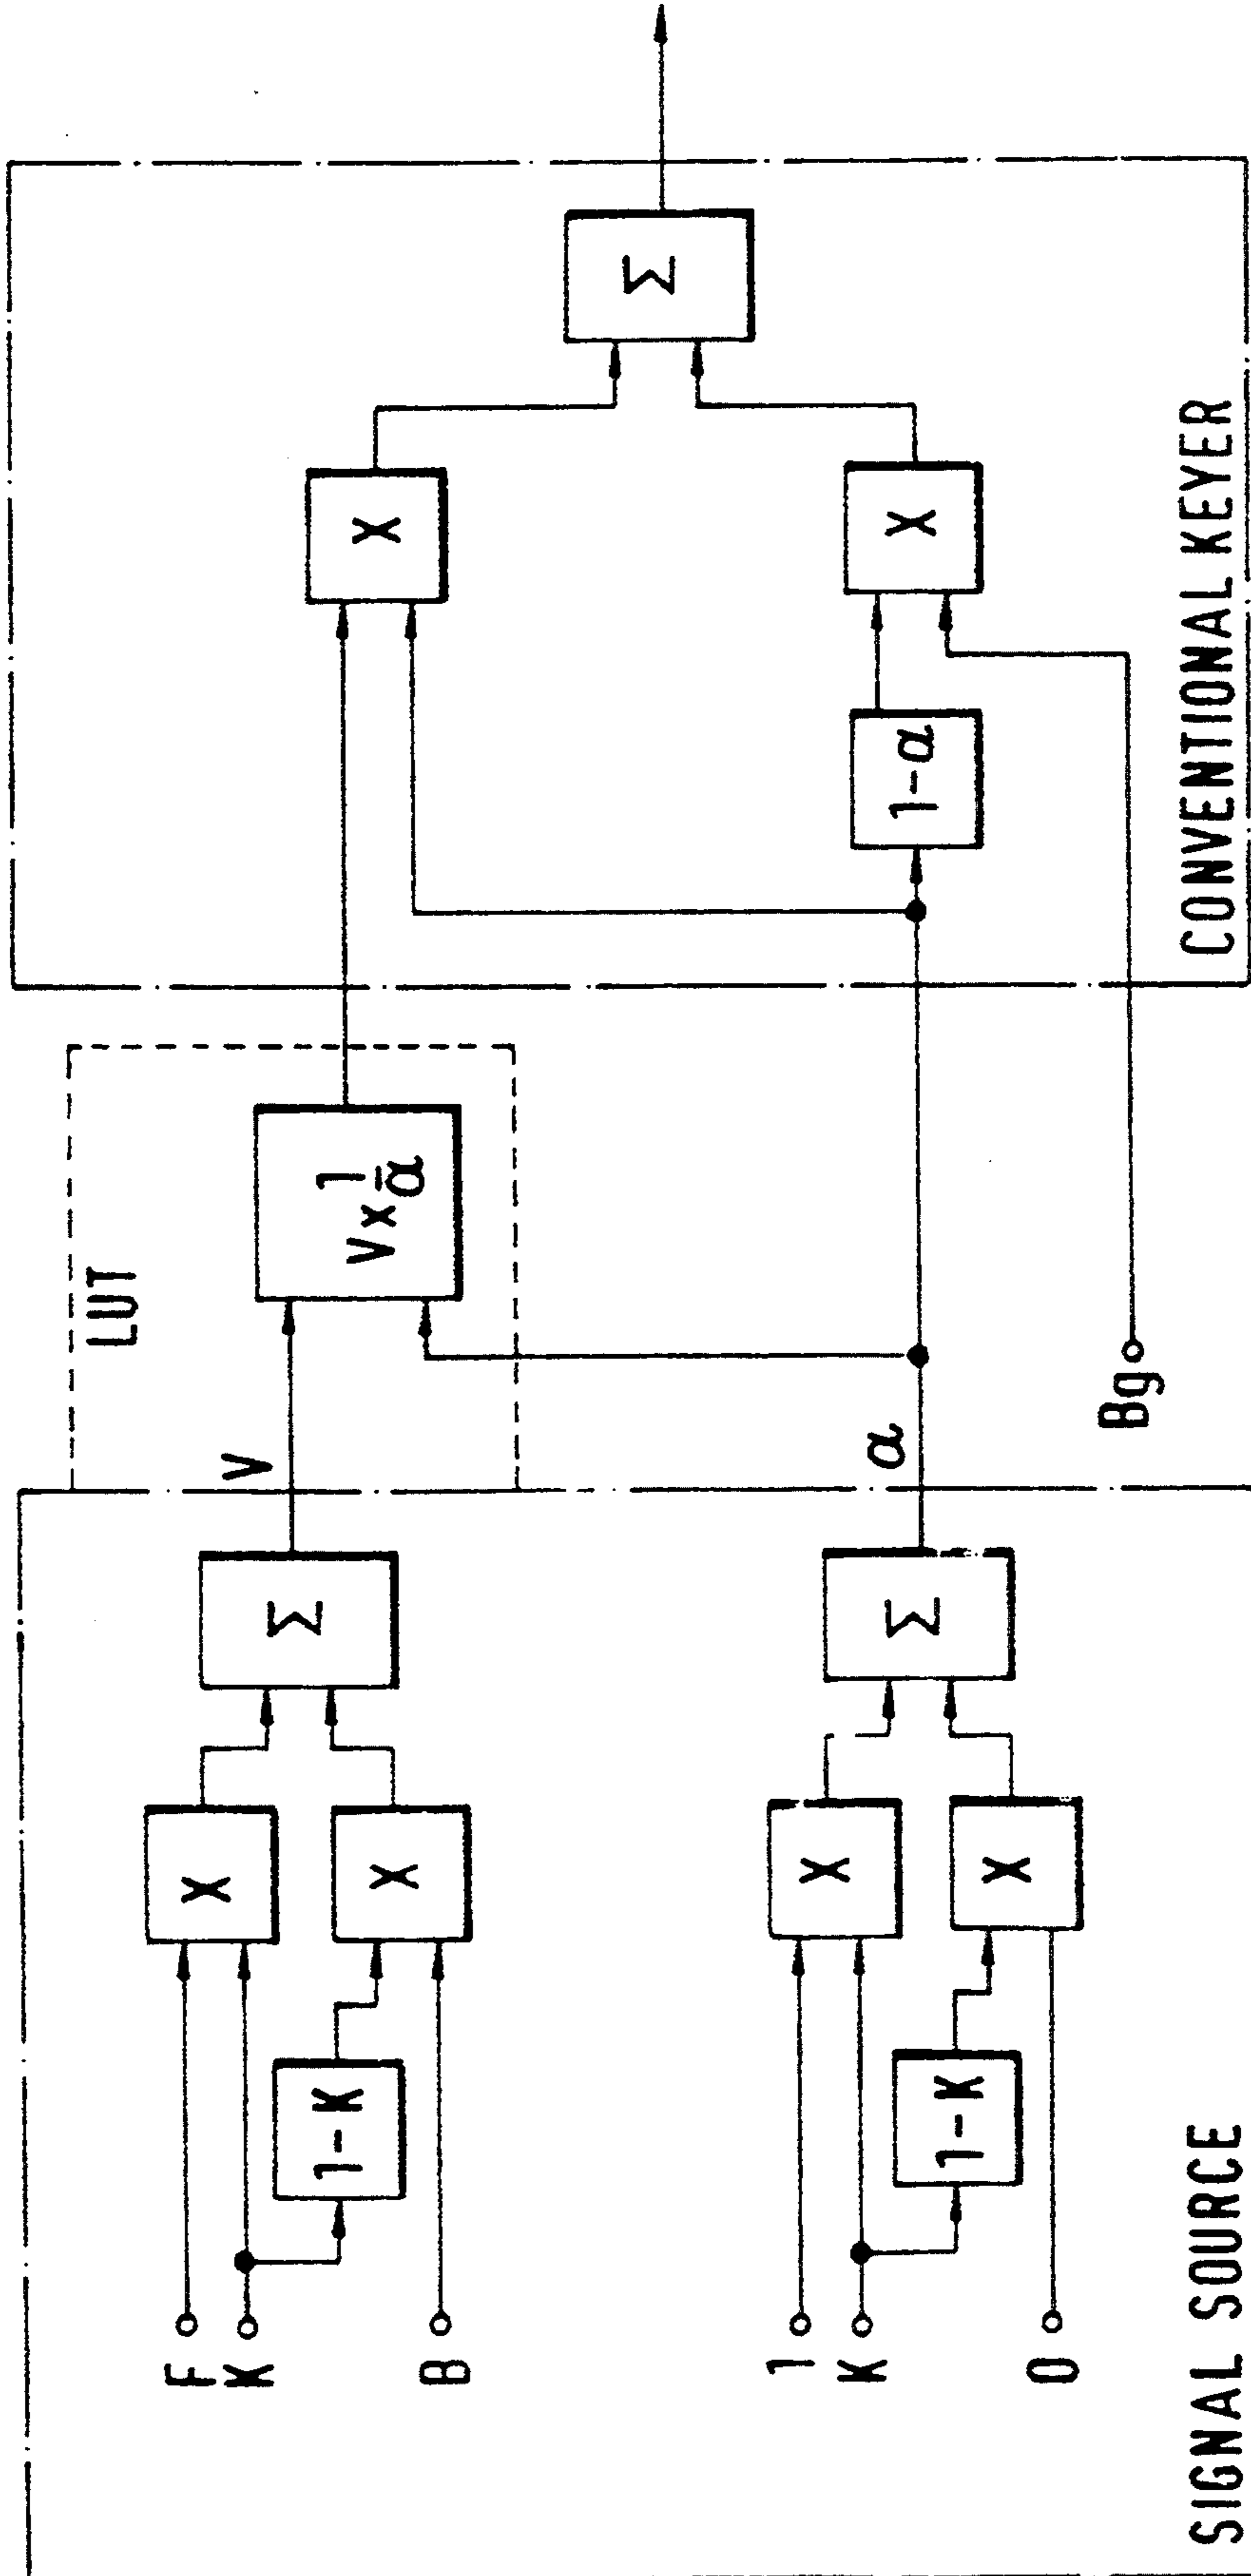 F
K
B
1-K
X
X
Σ
V
LUT
V x 1/α
1
K
0
1-K
X
X
Σ
α
Bg
1-α
X
X
Σ
SIGNAL SOURCE
CONVENTIONAL KEYER